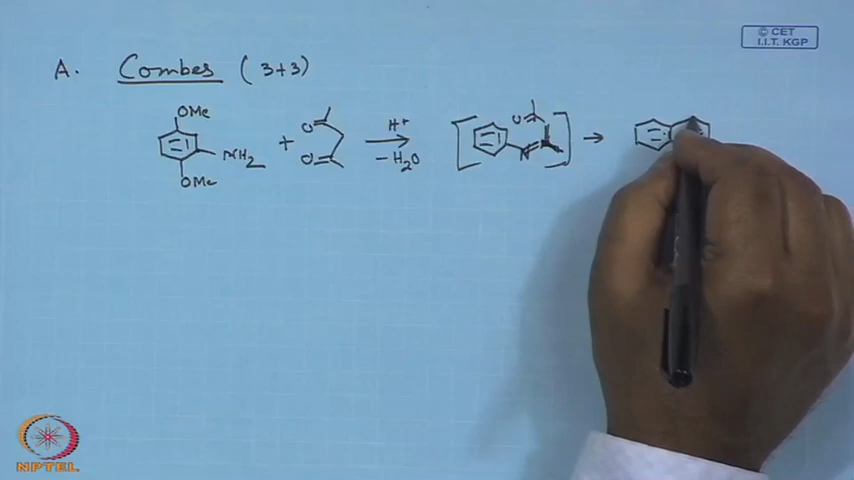 © CET
I.I.T. KGP
A. Combes (3+3)
OMe
NH₂
OMe
+
O
O
H⁺
-H₂O
O
N
NPTEL